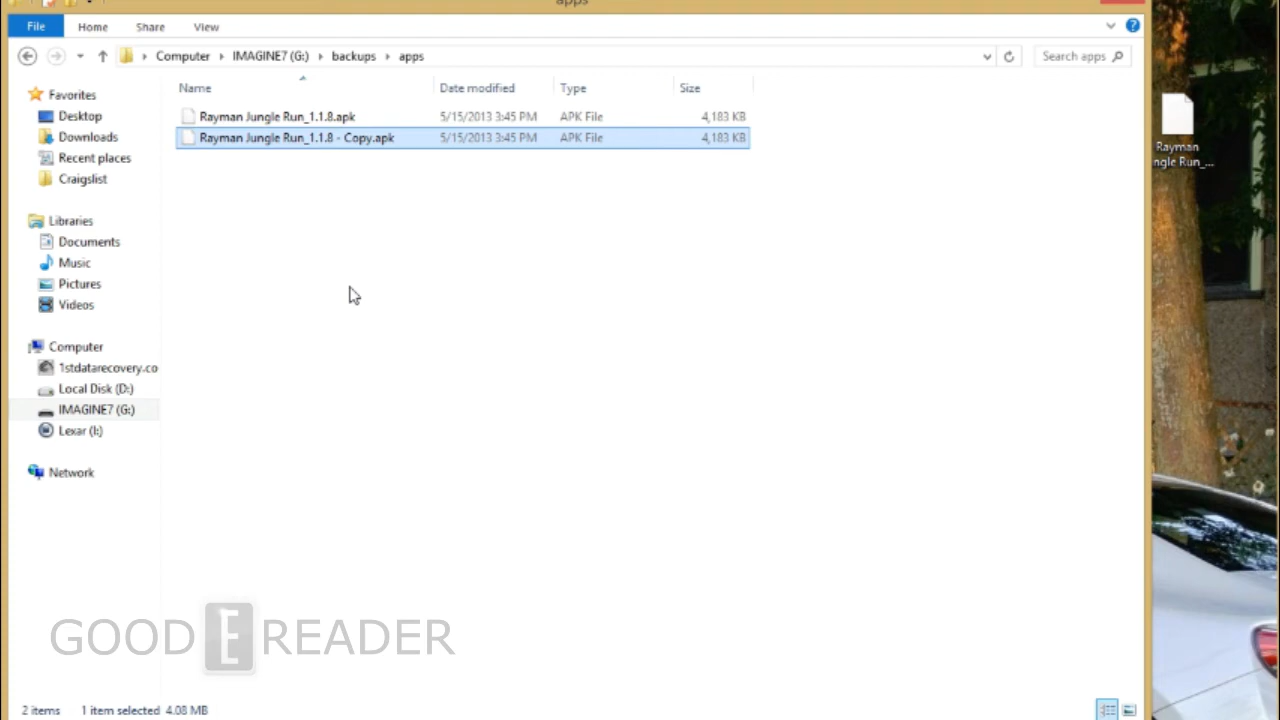 apps
File Home Share View
Computer IMAGINE7 (G:) backups apps Search apps
Name Date modified Type Size
Rayman Jungle Run_1.1.8.apk 5/15/2013 3:45 PM APK File 4,183 KB
Rayman Jungle Run_1.1.8 - Copy.apk 5/15/2013 3:45 PM APK File 4,183 KB
Favorites
Desktop
Downloads
Recent places
Craigslist
Libraries
Documents
Music
Pictures
Videos
Computer
1stdatarecovery.co
Local Disk (D:)
IMAGINE7 (G:)
Lexar (I:)
Network
Rayman
ngle Run_...
GOOD E READER
2 items 1 item selected 4.08 MB